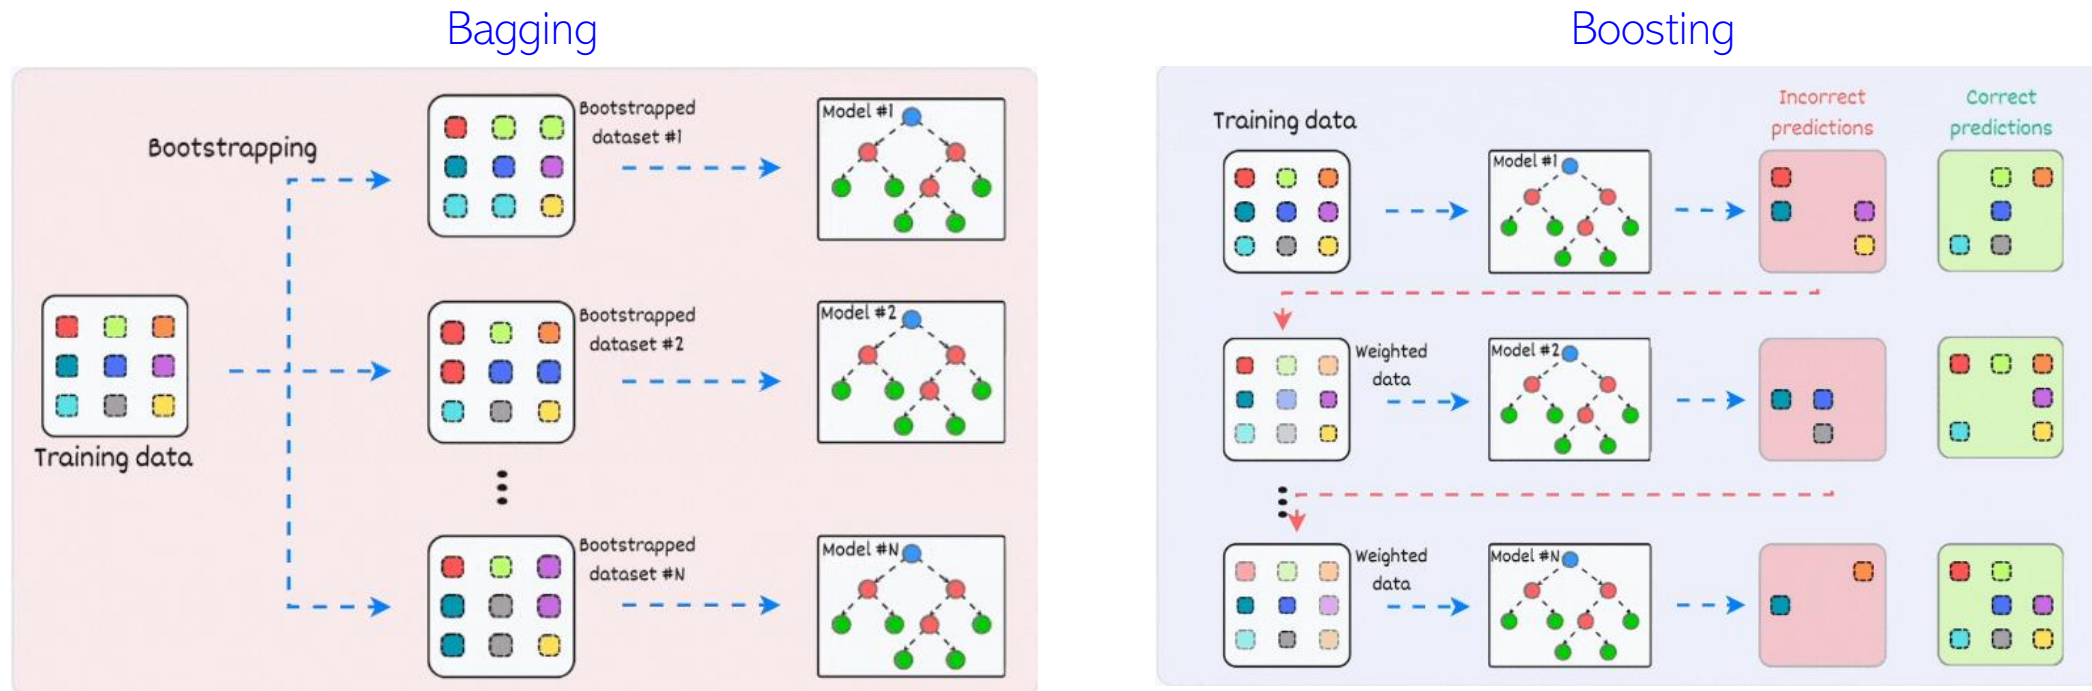 Bagging
Bootstrapping
Training data
Bootstrapped
dataset #1
Model #1
Bootstrapped
dataset #2
Model #2
Bootstrapped
dataset #N
Model #N
Boosting
Training data
Model #1
Incorrect
predictions
Correct
predictions
Weighted
data
Model #2
Weighted
data
Model #N